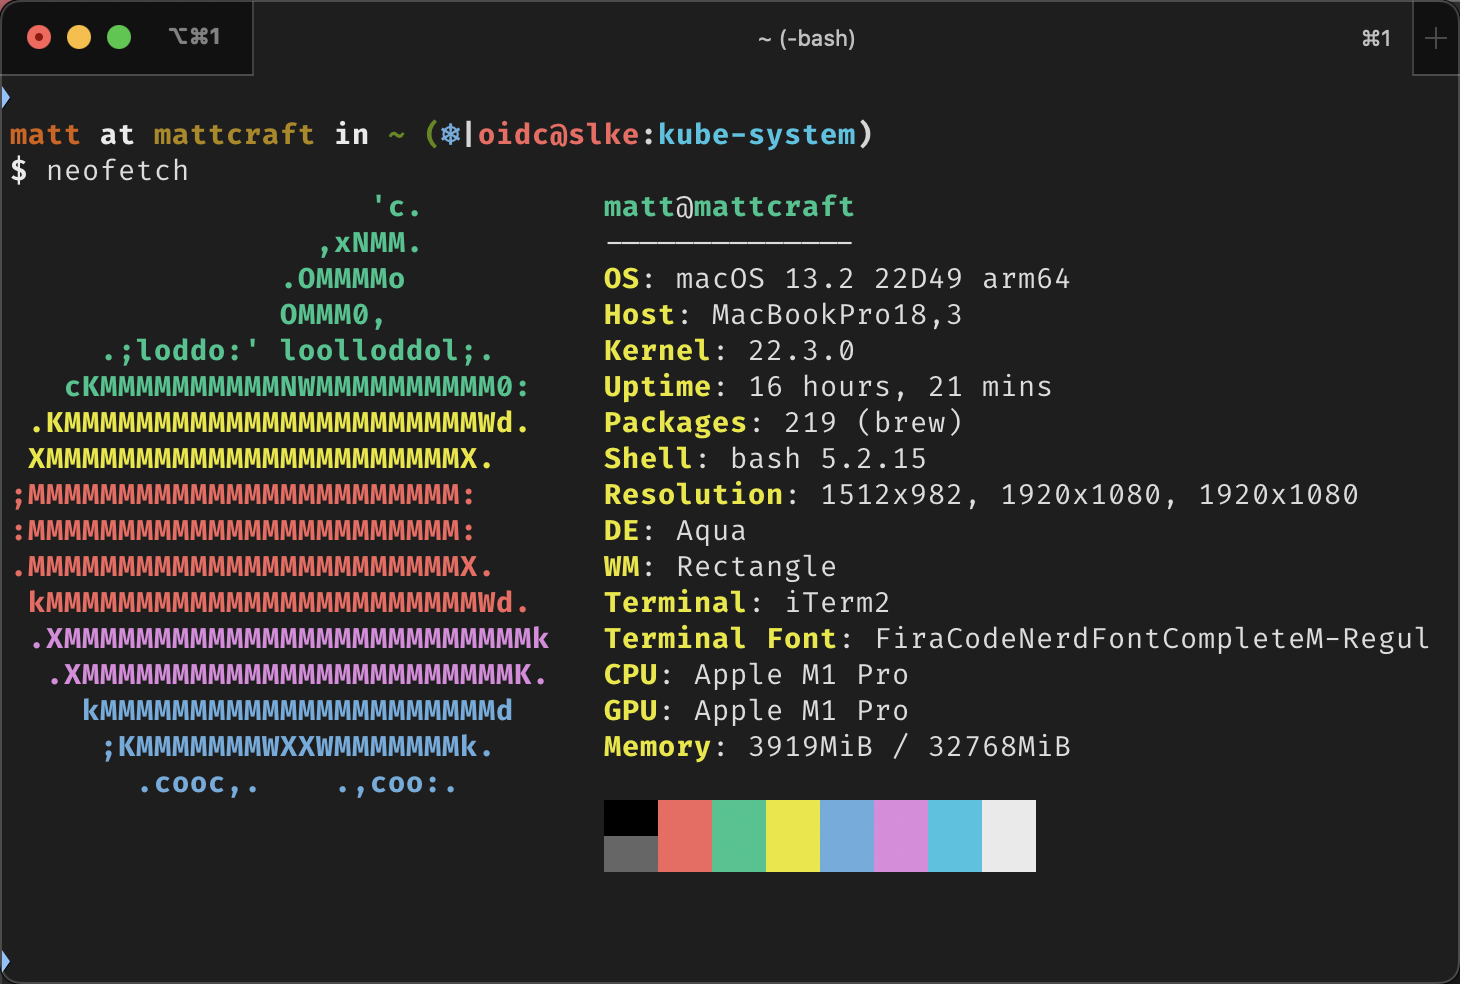 ⌥⌘1 ~ (-bash) ⌘1
matt at mattcraft in ~ (☸|oidc@slke:kube-system)
$ neofetch
'c. matt@mattcraft
,xNMM. --------------
.OMMMMo OS: macOS 13.2 22D49 arm64
OMMM0, Host: MacBookPro18,3
.;loddo:' loolloddol;. Kernel: 22.3.0
cKMMMMMMMMMMNWMMMMMMMMMM0: Uptime: 16 hours, 21 mins
.KMMMMMMMMMMMMMMMMMMMMMMMWd. Packages: 219 (brew)
XMMMMMMMMMMMMMMMMMMMMMMMX. Shell: bash 5.2.15
;MMMMMMMMMMMMMMMMMMMMMMMM: Resolution: 1512x982, 1920x1080, 1920x1080
:MMMMMMMMMMMMMMMMMMMMMMMM: DE: Aqua
.MMMMMMMMMMMMMMMMMMMMMMMMX. WM: Rectangle
kMMMMMMMMMMMMMMMMMMMMMMMMWd. Terminal: iTerm2
.XMMMMMMMMMMMMMMMMMMMMMMMMMMk Terminal Font: FiraCodeNerdFontCompleteM-Regul
.XMMMMMMMMMMMMMMMMMMMMMMMMK. CPU: Apple M1 Pro
kMMMMMMMMMMMMMMMMMMMMMMd GPU: Apple M1 Pro
;KMMMMMMMWXXWMMMMMMMk. Memory: 3919MiB / 32768MiB
.cooc,. .,coo:.